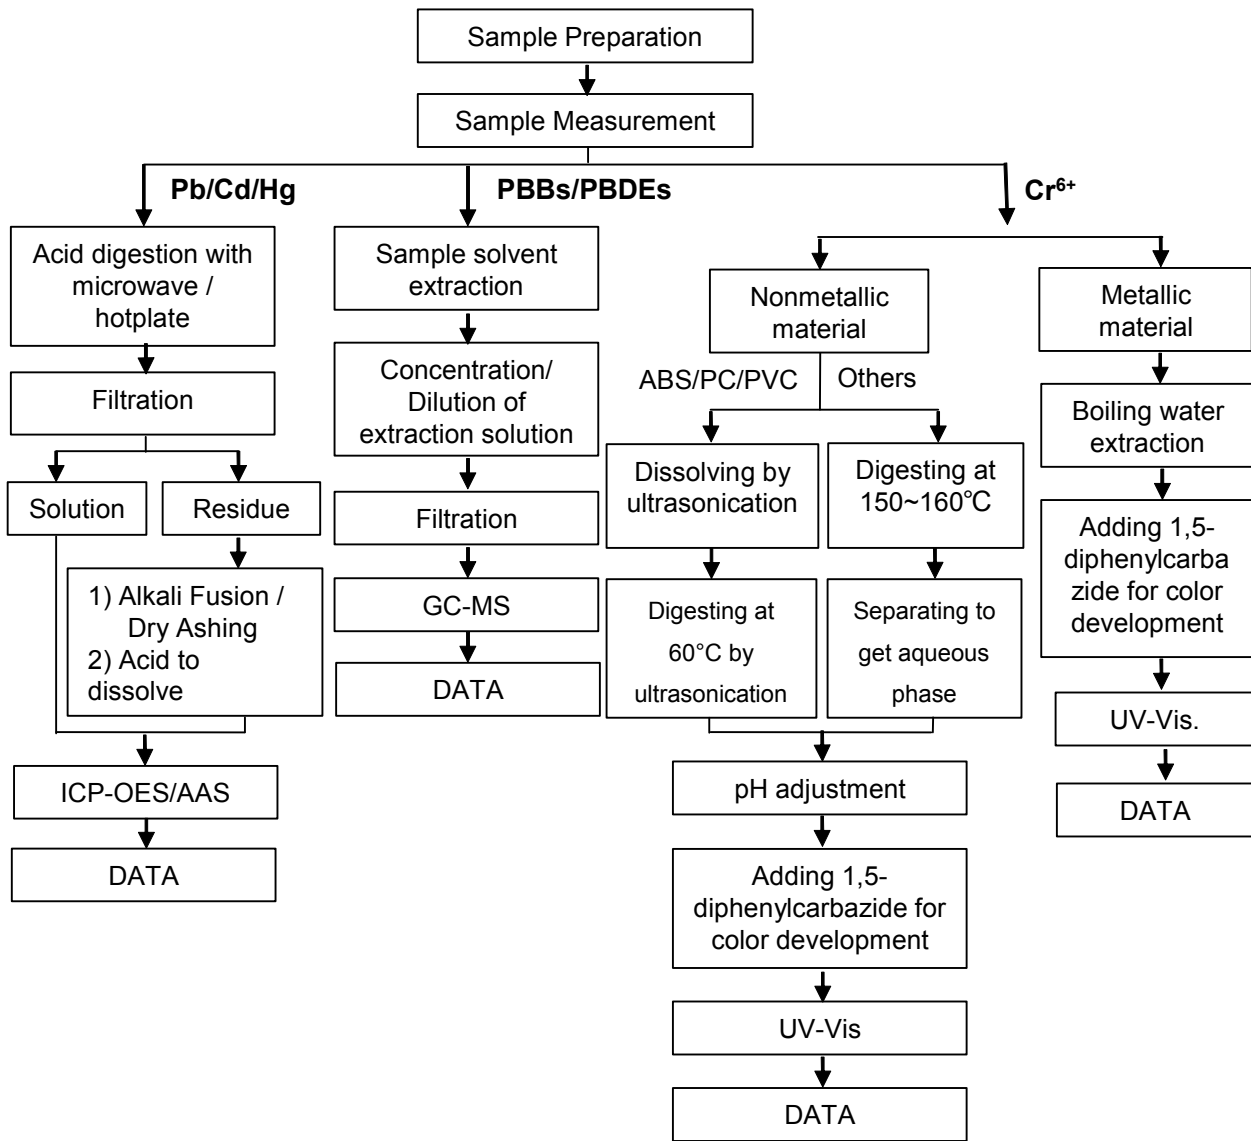 Sample Preparation
Sample Measurement
Pb/Cd/Hg
PBBs/PBDEs
Cr⁶⁺
Acid digestion with
microwave /
hotplate
Filtration
Solution
Residue
1) Alkali Fusion /
Dry Ashing
2) Acid to
dissolve
ICP-OES/AAS
DATA
Sample solvent
extraction
Concentration/
Dilution of
extraction solution
Filtration
GC-MS
DATA
Nonmetallic
material
ABS/PC/PVC
Others
Dissolving by
ultrasonication
Digesting at
60°C by
ultrasonication
Digesting at
150~160℃
Separating to
get aqueous
phase
pH adjustment
Adding 1,5-
diphenylcarbazide for
color development
UV-Vis
DATA
Metallic
material
Boiling water
extraction
Adding 1,5-
diphenylcarba
zide for color
development
UV-Vis.
DATA